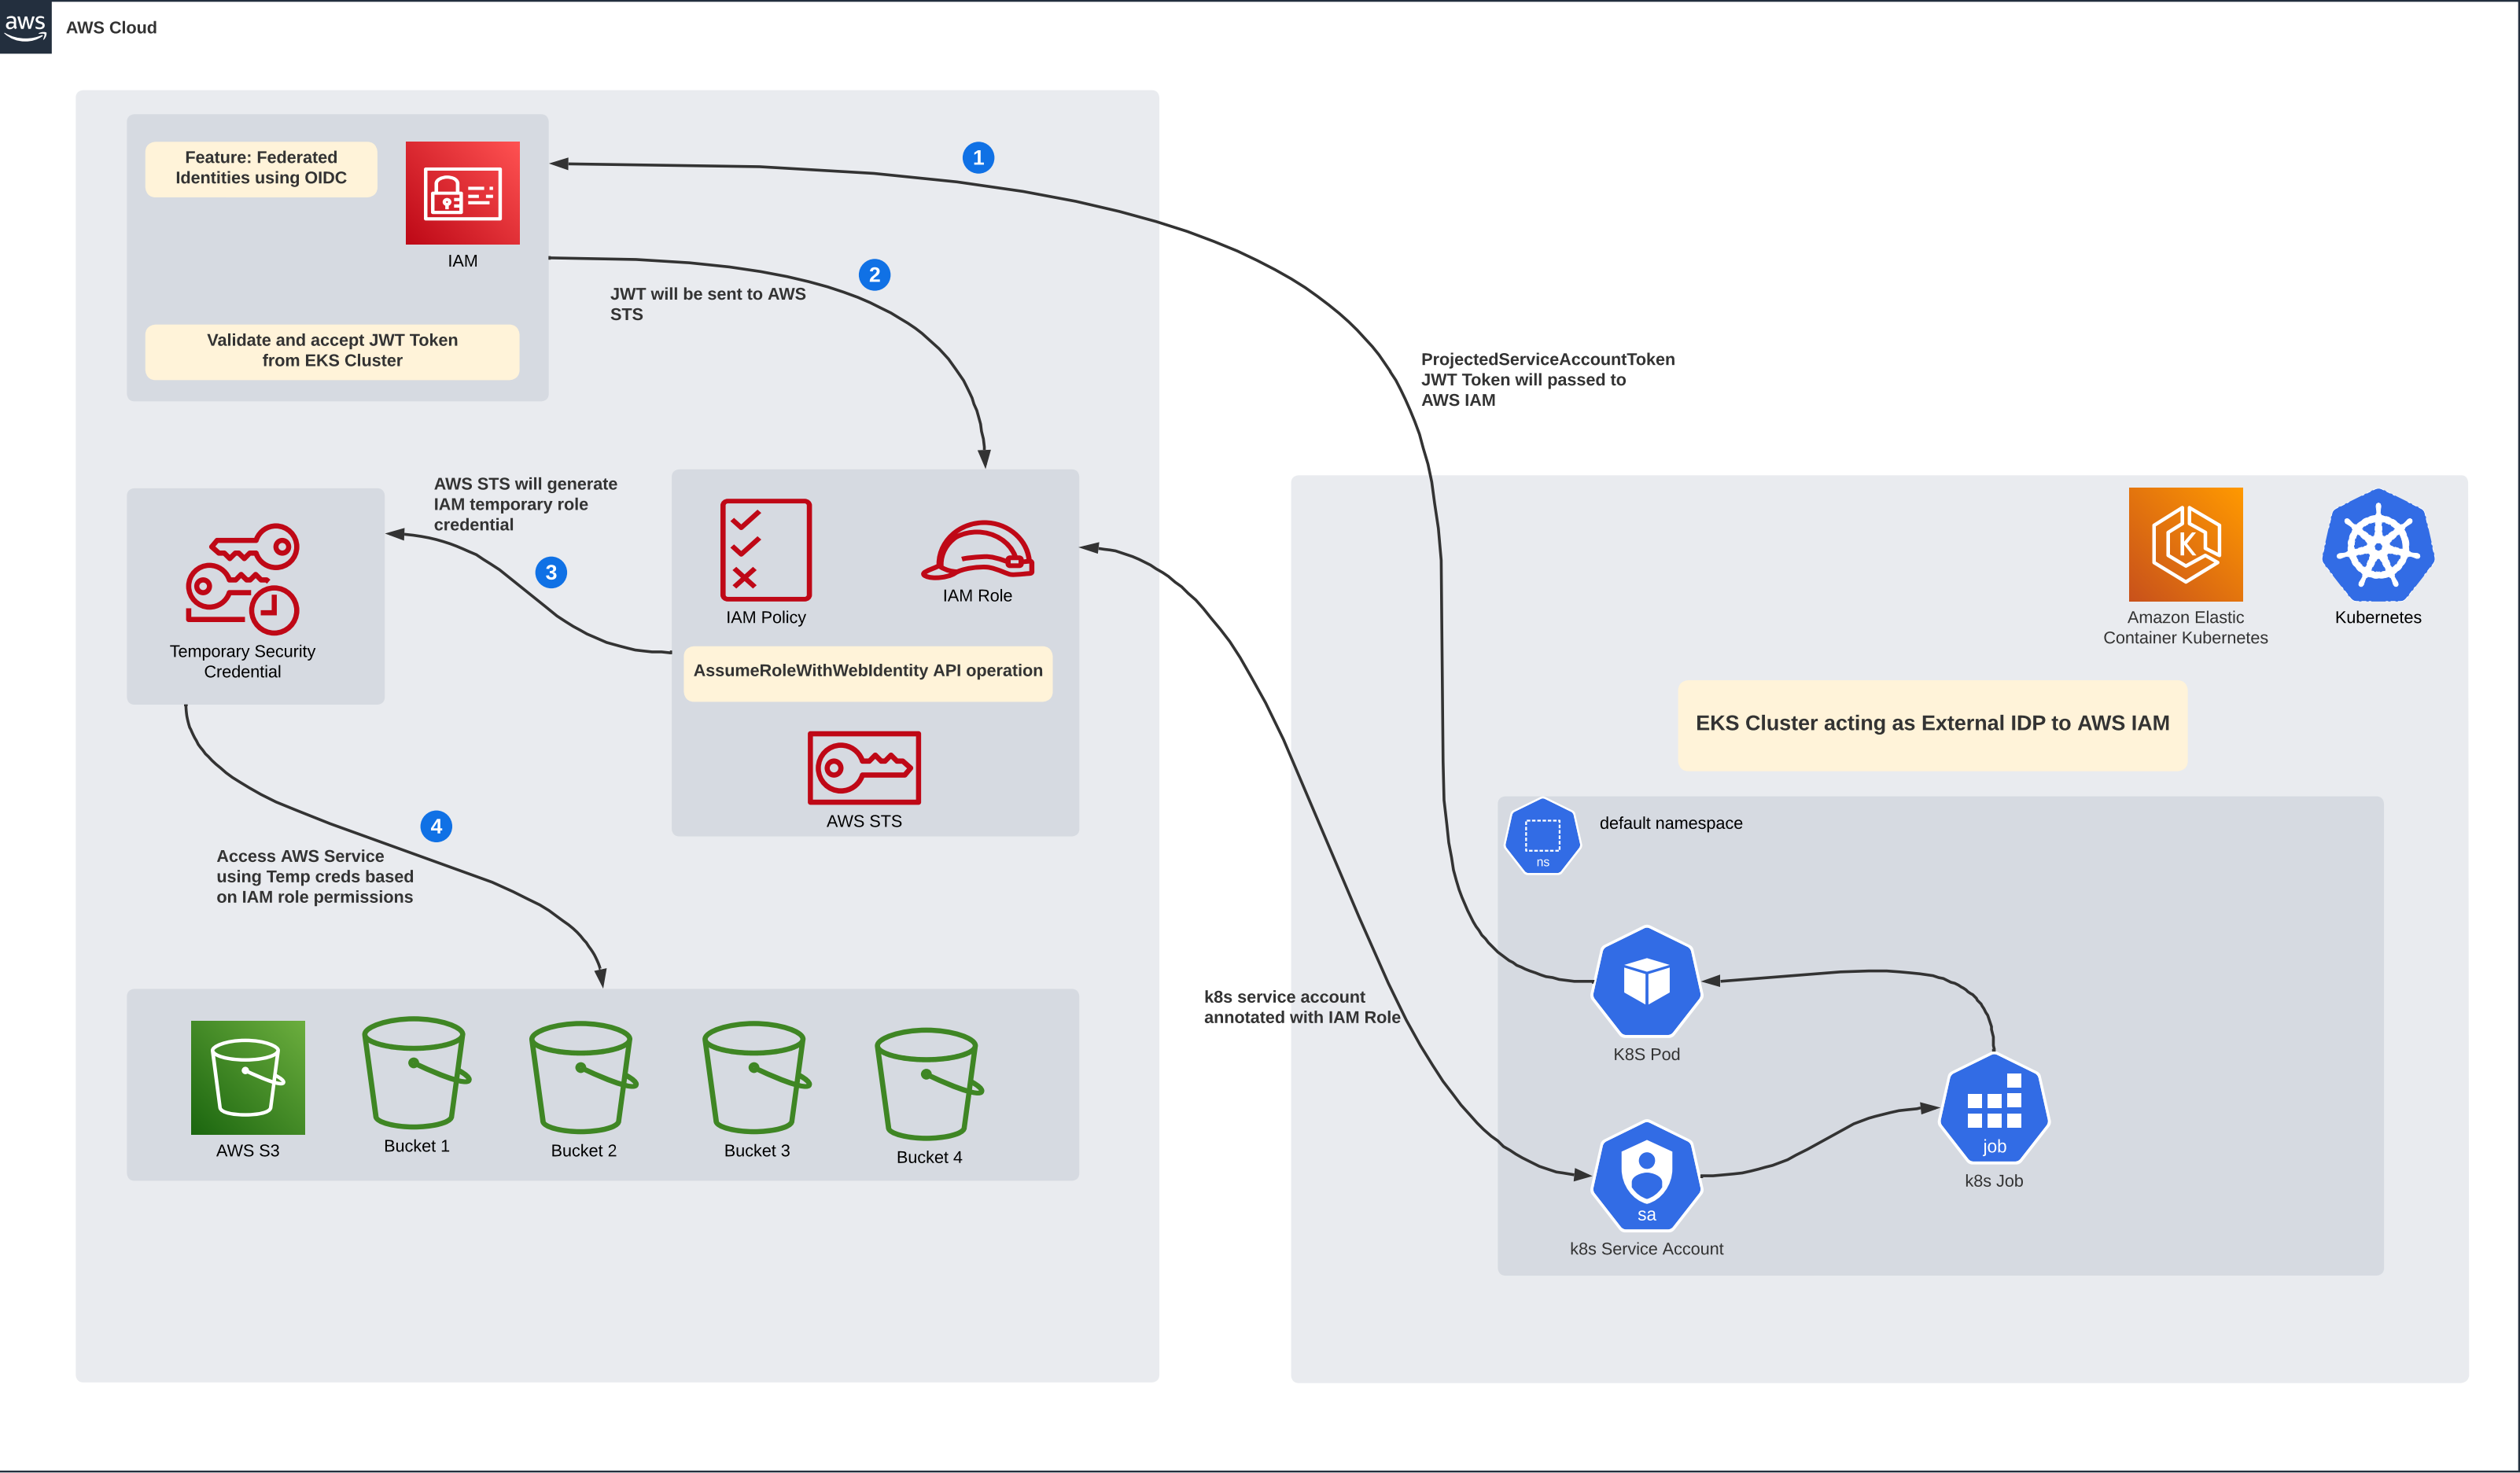 aws
AWS Cloud
Feature: Federated
Identities using OIDC
IAM
Validate and accept JWT Token
from EKS Cluster
1
2
JWT will be sent to AWS
STS
ProjectedServiceAccountToken
JWT Token will passed to
AWS IAM
AWS STS will generate
IAM temporary role
credential
3
Temporary Security
Credential
IAM Policy
IAM Role
AssumeRoleWithWebIdentity API operation
AWS STS
K
Amazon Elastic
Container Kubernetes
Kubernetes
EKS Cluster acting as External IDP to AWS IAM
ns
default namespace
4
Access AWS Service
using Temp creds based
on IAM role permissions
k8s service account
annotated with IAM Role
K8S Pod
job
k8s Job
sa
k8s Service Account
AWS S3
Bucket 1
Bucket 2
Bucket 3
Bucket 4